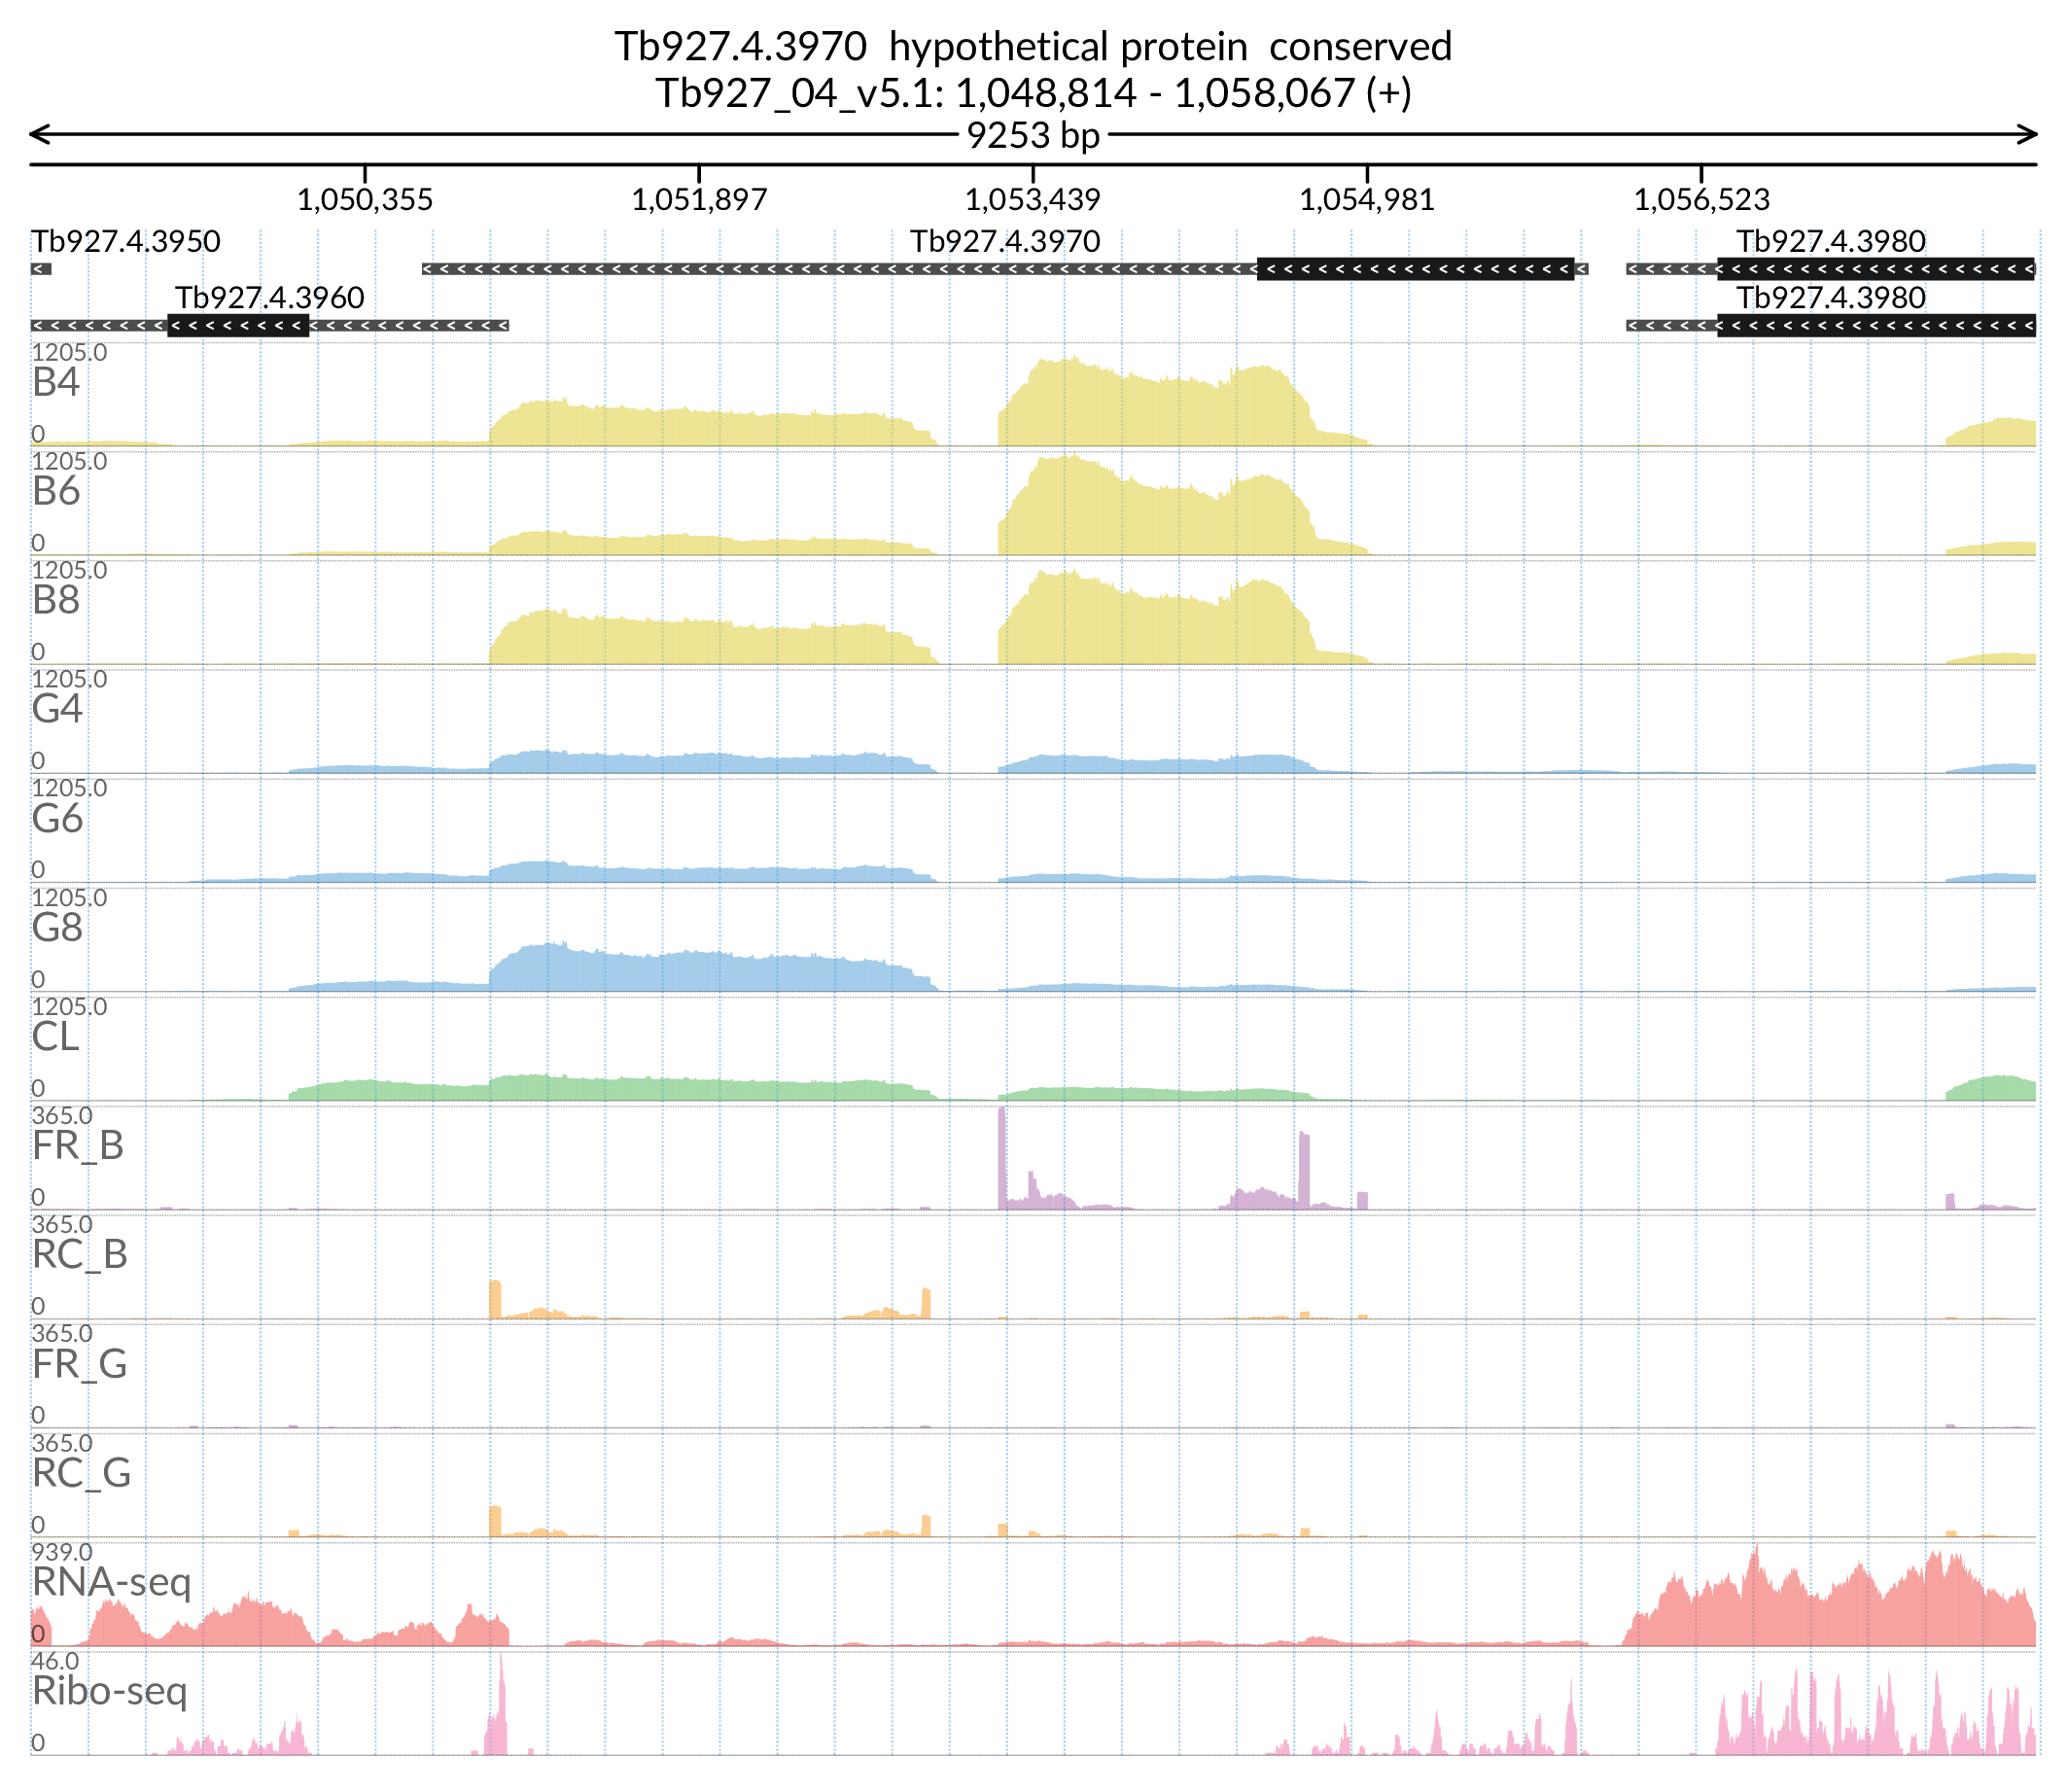 Tb927.4.3970  hypothetical protein  conserved
Tb927_04_v5.1: 1,048,814 - 1,058,067 (+)
9253 bp
1,050,355 1,051,897 1,053,439 1,054,981 1,056,523
Tb927.4.3950 Tb927.4.3970 Tb927.4.3980
Tb927.4.3960 Tb927.4.3980
1205.0
B4
0
1205.0
B6
0
1205.0
B8
0
1205.0
G4
0
1205.0
G6
0
1205.0
G8
0
1205.0
CL
0
365.0
FR_B
0
365.0
RC_B
0
365.0
FR_G
0
365.0
RC_G
0
939.0
RNA-seq
0
46.0
Ribo-seq
0